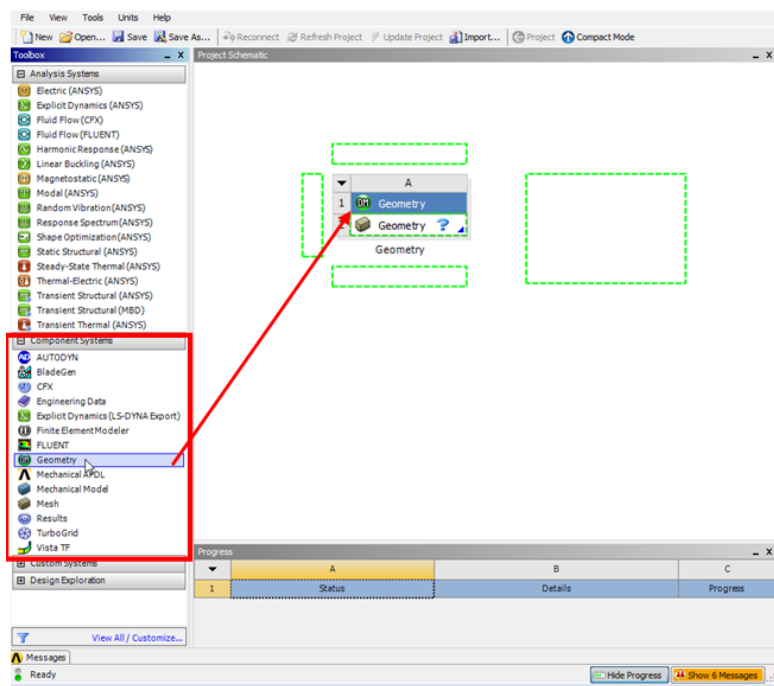 File View Tools Units Help
New Open... Save Save As... Reconnect Refresh Project Update Project Import... Project Compact Mode
Toolbox
Analysis Systems
Electric (ANSYS)
Explicit Dynamics (ANSYS)
Fluid Flow (CFX)
Fluid Flow (FLUENT)
Harmonic Response (ANSYS)
Linear Buckling (ANSYS)
Magnetostatic (ANSYS)
Modal (ANSYS)
Random Vibration (ANSYS)
Response Spectrum (ANSYS)
Shape Optimization (ANSYS)
Static Structural (ANSYS)
Steady-State Thermal (ANSYS)
Thermal-Electric (ANSYS)
Transient Structural (ANSYS)
Transient Structural (MBD)
Transient Thermal (ANSYS)
Component Systems
AUTODYN
BladeGen
CFX
Engineering Data
Explicit Dynamics (LS-DYNA Export)
Finite Element Modeler
FLUENT
Geometry
Mechanical APDL
Mechanical Model
Mesh
Results
TurboGrid
Vista TF
Custom Systems
Design Exploration
View All / Customize...
Project Schematic
A
1 DM Geometry
2 Geometry ?
Geometry
Progress
A B C
1 Status Details Progress
Messages
Ready Hide Progress Show 6 Messages